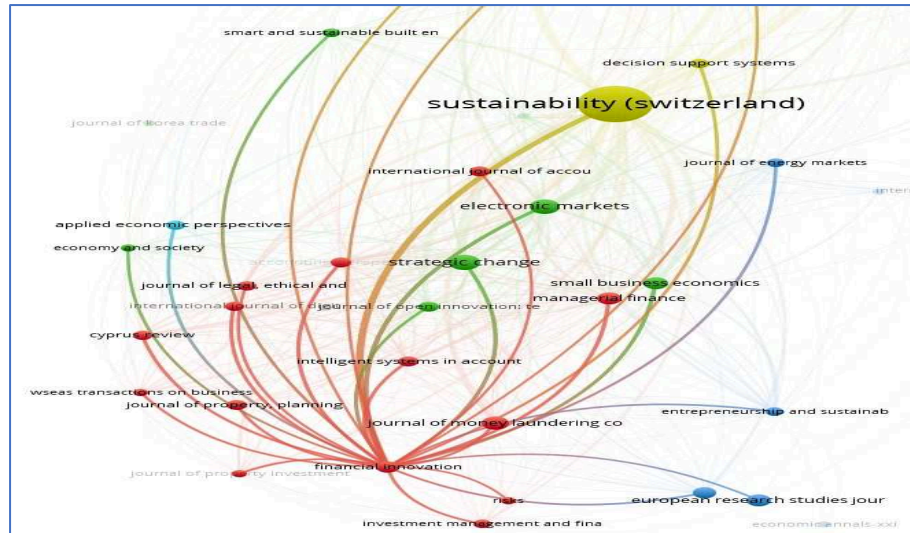 smart and sustainable built en
decision support systems
sustainability (switzerland)
journal of korea trade
journal of energy markets
international journal of accou
inter
electronic markets
applied economic perspectives
economy and society
strategic change
journal of legal, ethical and
small business economics
managerial finance
journal of open innovation: te
cyprus review
intelligent systems in account
wseas transactions on business
journal of property, planning
entrepreneurship and sustainab
journal of money laundering co
financial innovation
journal of property investment
risks
european research studies jour
investment management and fina
economic annals-xxi